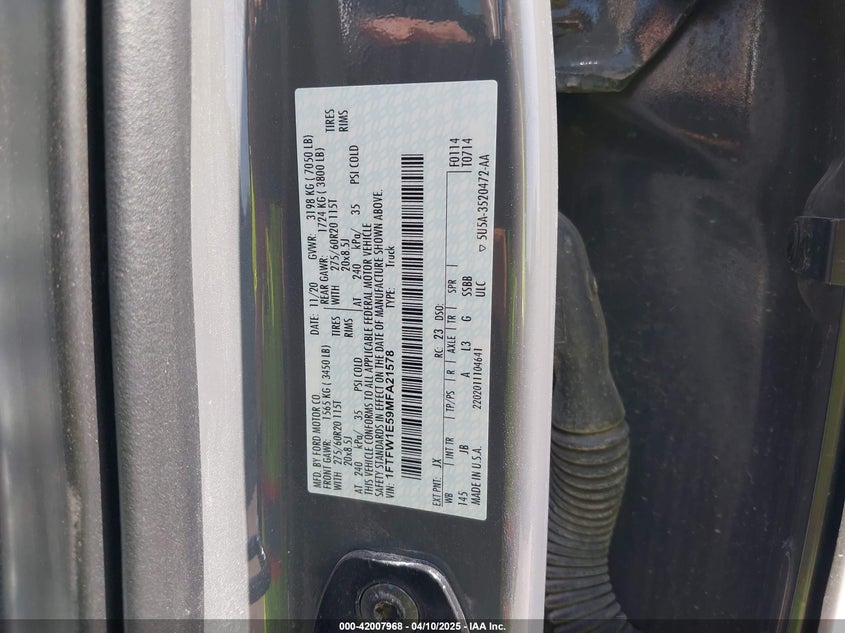 MFD. BY FORD MOTOR CO. DATE: 11/20 GVWR: 3198 KG ( 7050 LB)
FRONT GAWR: 1565 KG ( 3450 LB) REAR GAWR: 1724 KG ( 3800 LB)
WITH 275/60R20 115T TIRES WITH 275/60R20 115T TIRES
20x8.5J RIMS 20x8.5J RIMS
AT 240 kPa/ 35 PSI COLD AT 240 kPa/ 35 PSI COLD
THIS VEHICLE CONFORMS TO ALL APPLICABLE FEDERAL MOTOR VEHICLE
SAFETY STANDARDS IN EFFECT ON THE DATE OF MANUFACTURE SHOWN ABOVE.
VIN: 1FTFW1E59MFA21578 TYPE: Truck
F0114
T0714
EXT PNT: JX RC: 23 DSO:
WB INT TR TP/PS R AXLE TR SPR
145 IB A L3 G SSBB
2202011104641 ULC
MADE IN U.S.A. ▽ 5U5A-3520472-AA
000-42007968 - 04/10/2025 - IAA Inc.